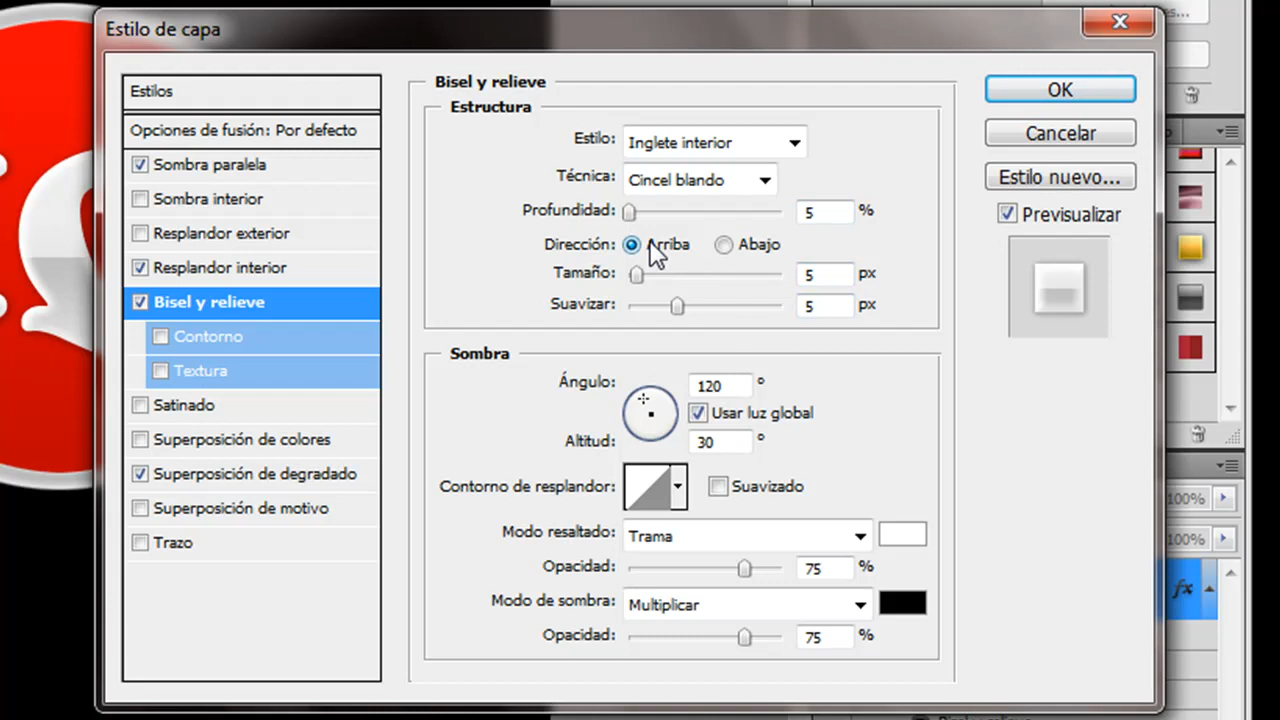 Estilo de capa
Estilos
Opciones de fusión: Por defecto
Sombra paralela
Sombra interior
Resplandor exterior
Resplandor interior
Bisel y relieve
Contorno
Textura
Satinado
Superposición de colores
Superposición de degradado
Superposición de motivo
Trazo
Bisel y relieve
Estructura
Estilo: Inglete interior
Técnica: Cincel blando
Profundidad: 5 %
Dirección: Arriba Abajo
Tamaño: 5 px
Suavizar: 5 px
Sombra
Ángulo: 120 °
Usar luz global
Altitud: 30 °
Contorno de resplandor: Suavizado
Modo resaltado: Trama
Opacidad: 75 %
Modo de sombra: Multiplicar
Opacidad: 75 %
OK
Cancelar
Estilo nuevo...
Previsualizar
100%
100%
fx